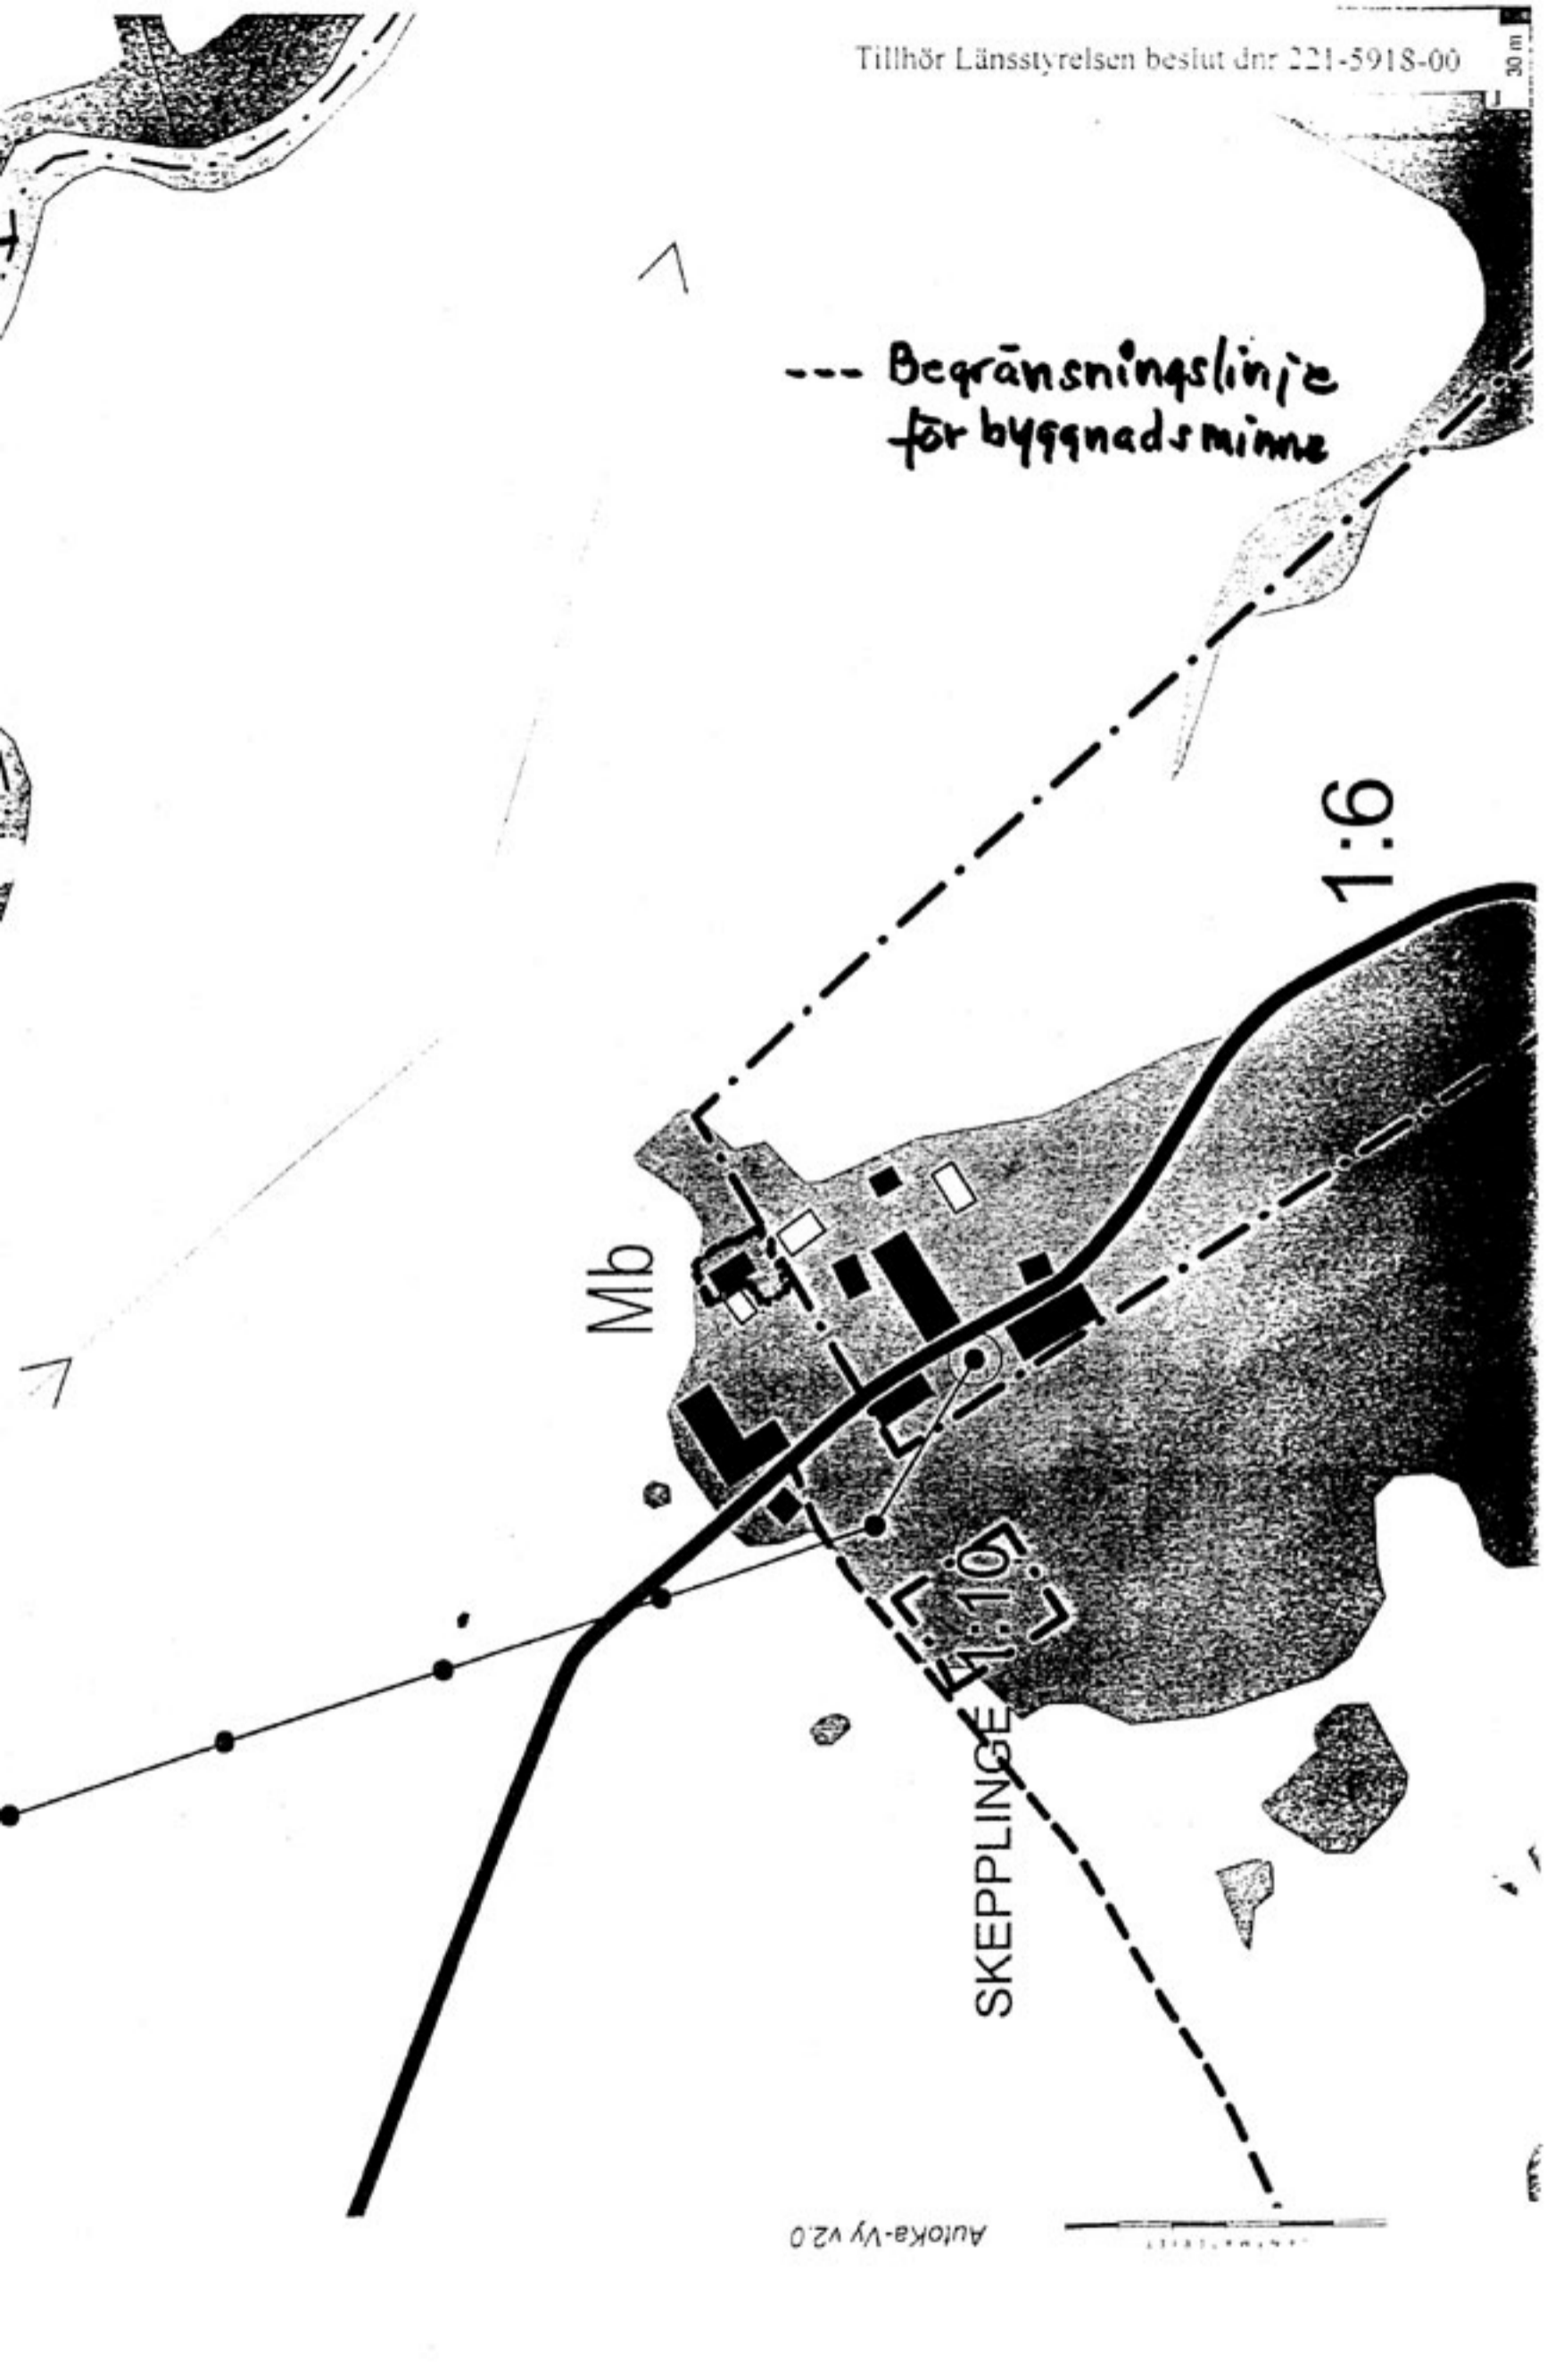 Tillhör Länsstyrelsen beslut dnr 221-5918-00
30 m
--- Begränsningslinje
för byggnadsminne
1:6
Mb
1:10
SKEPPLINGE
AutoKa-Vy v2.0